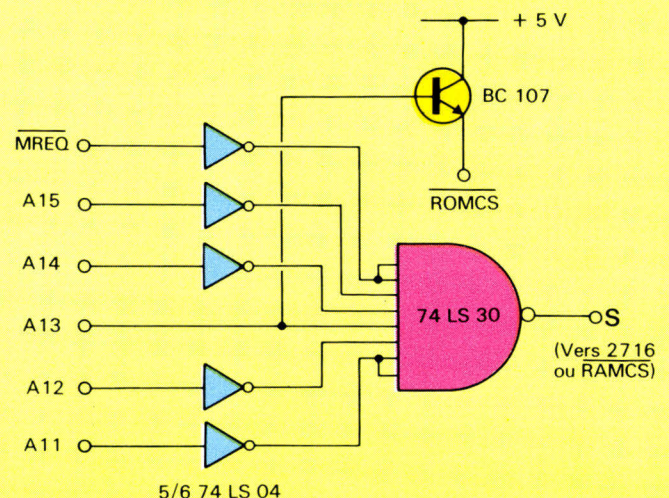 + 5 V
BC 107
MREQ
ROMCS
A15
A14
A13
74 LS 30
S
(Vers 2716
ou RAMCS)
A12
A11
5/6 74 LS 04